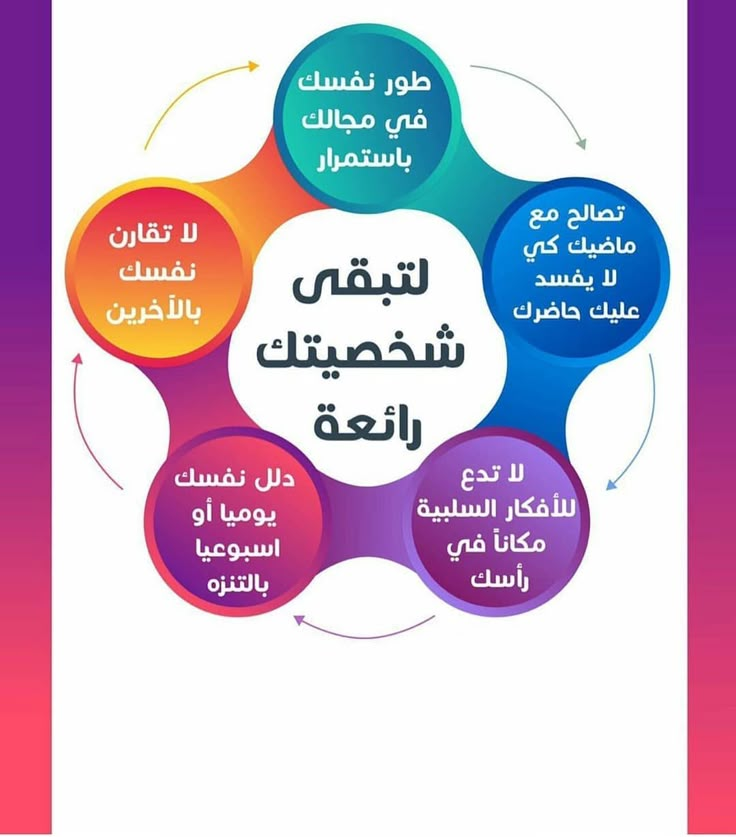 لتبقى
شخصيتك
رائعة
طور نفسك
في مجالك
باستمرار
تصالح مع
ماضيك كي
لا يفسد
عليك حاضرك
لا تدع
للأفكار السلبية
مكاناً في
رأسك
دلل نفسك
يوميا أو
اسبوعيا
بالتنزه
لا تقارن
نفسك
بالآخرين